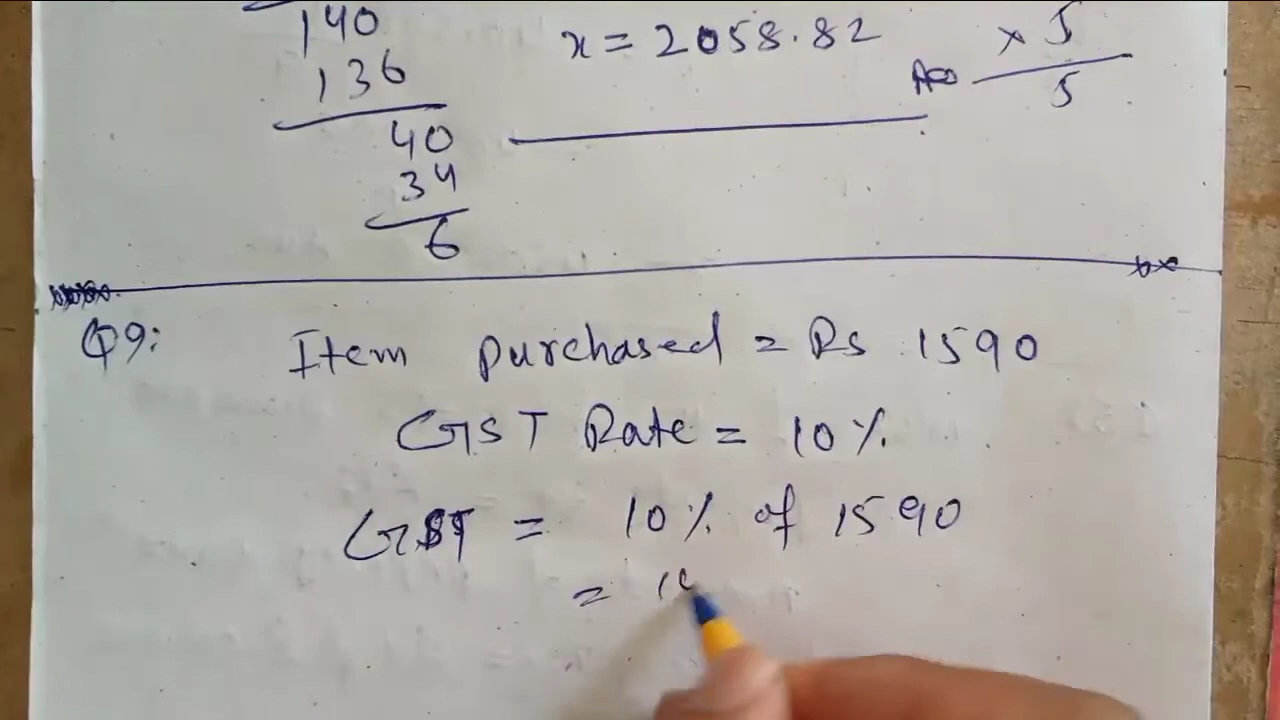 140
136
40
34
6
x = 2058.82
× 5
5
Q9: Item purchased = Rs 1590
GST Rate = 10%
GST = 10% of 1590
= 1